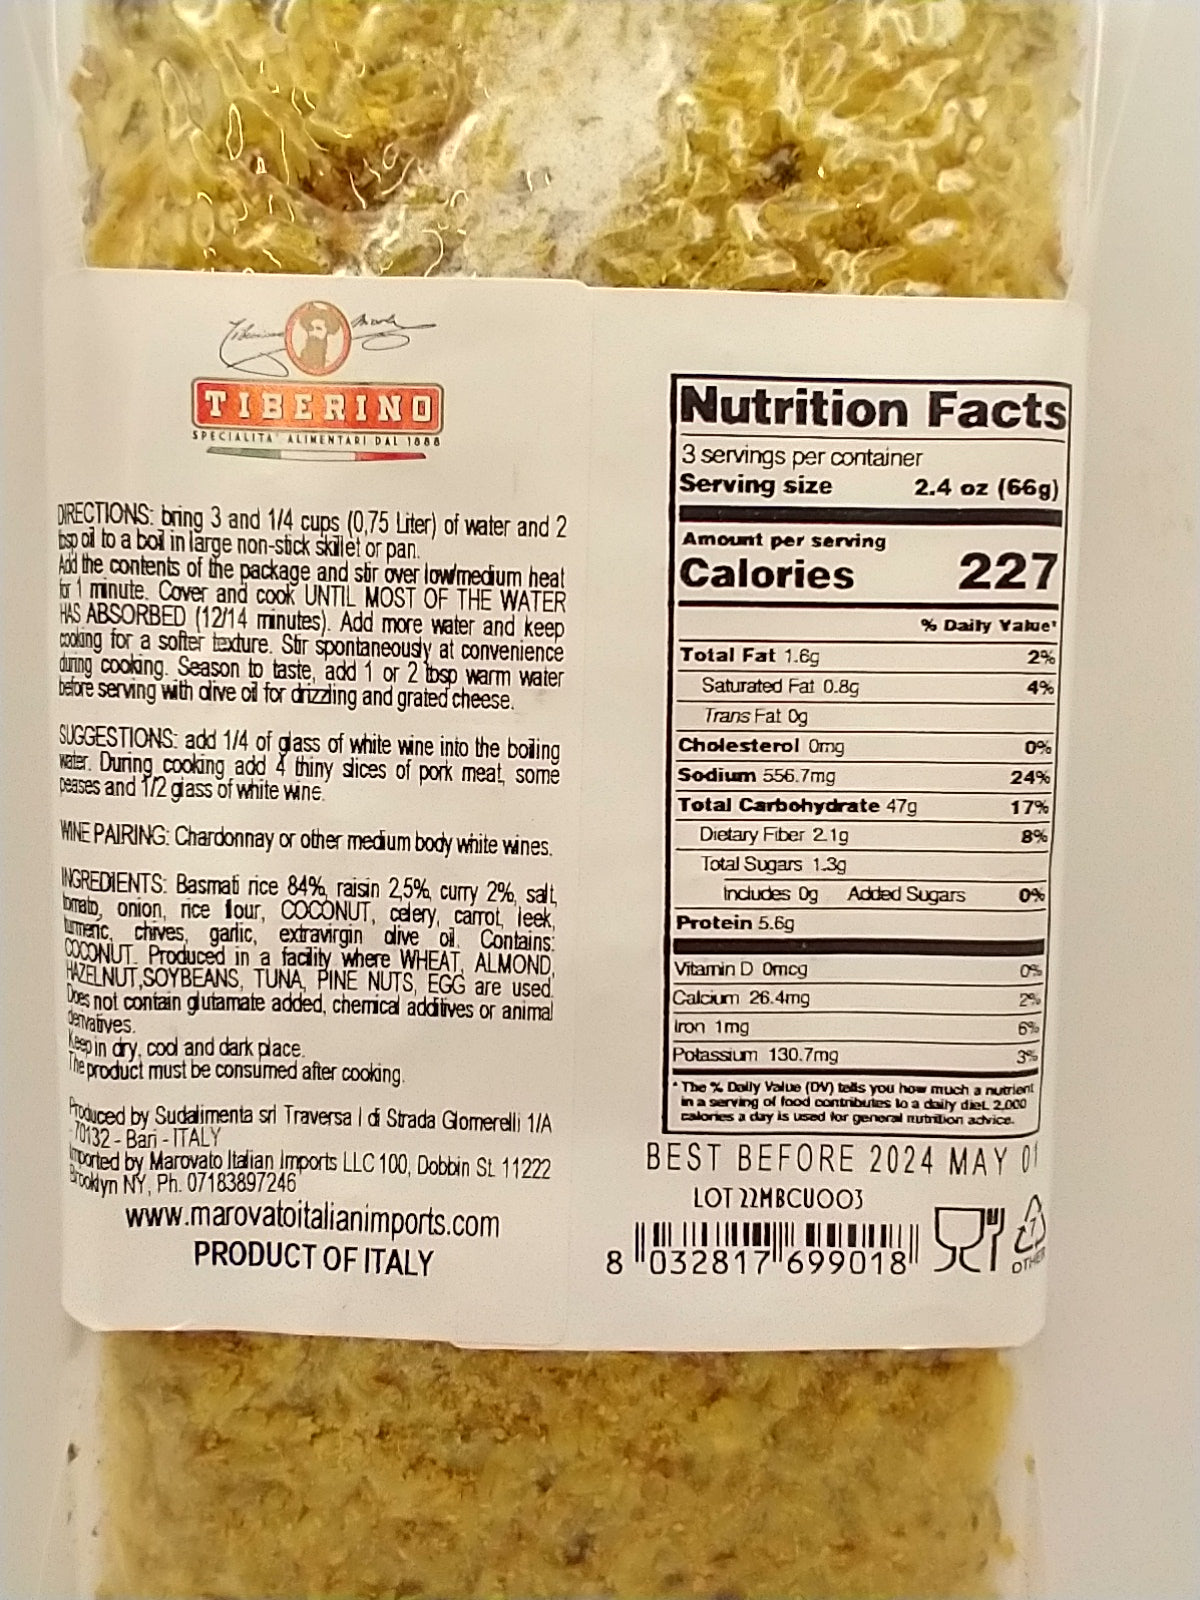 TIBERINO
SPECIALITA' ALIMENTARI DAL 1888
DIRECTIONS: bring 3 and 1/4 cups (0,75 Liter) of water and 2
tbsp oil to a boil in large non-stick skillet or pan.
Add the contents of the package and stir over low/medium heat
for 1 minute. Cover and cook UNTIL MOST OF THE WATER
HAS ABSORBED (12/14 minutes). Add more water and keep
cooking for a softer texture. Stir spontaneously at convenience
during cooking. Season to taste, add 1 or 2 tbsp warm water
before serving with olive oil for drizzling and grated cheese.
SUGGESTIONS: add 1/4 of glass of white wine into the boiling
water. During cooking add 4 thiny slices of pork meat, some
peases and 1/2 glass of white wine.
WINE PAIRING: Chardonnay or other medium body white wines.
INGREDIENTS: Basmati rice 84%, raisin 2,5%, curry 2%, salt,
tomato, onion, rice flour, COCONUT, celery, carrot, leek,
turmeric, chives, garlic, extravirgin olive oil. Contains:
COCONUT. Produced in a facility where WHEAT, ALMOND,
HAZELNUT,SOYBEANS, TUNA, PINE NUTS, EGG are used.
Does not contain glutamate added, chemical additives or animal
derivatives.
Keep in dry, cool and dark place.
The product must be consumed after cooking.
Produced by Sudalimenta srl Traversa I di Strada Glomerelli 1/A
-70132 - Bari - ITALY
Imported by Marovato Italian Imports LLC 100, Dobbin St. 11222
Brooklyn NY, Ph. 07183897246
www.marovatoitalianimports.com
PRODUCT OF ITALY
Nutrition Facts
3 servings per container
Serving size 2.4 oz (66g)
Amount per serving
Calories 227
% Daily Value*
Total Fat 1.6g 2%
Saturated Fat 0.8g 4%
Trans Fat 0g
Cholesterol 0mg 0%
Sodium 556.7mg 24%
Total Carbohydrate 47g 17%
Dietary Fiber 2.1g 8%
Total Sugars 1.3g
Includes 0g Added Sugars 0%
Protein 5.6g
Vitamin D 0mcg 0%
Calcium 26.4mg 2%
Iron 1mg 6%
Potassium 130.7mg 3%
* The % Daily Value (DV) tells you how much a nutrient
in a serving of food contributes to a daily diet. 2,000
calories a day is used for general nutrition advice.
BEST BEFORE 2024 MAY 01
LOT 22MBCU003
8 032817 699018
7
OTHER